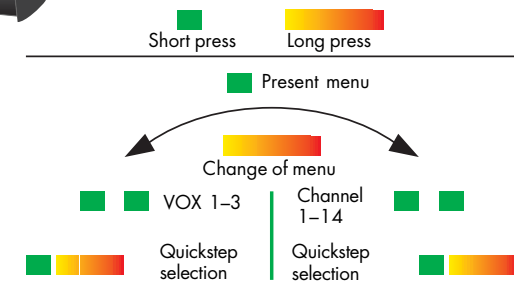 Short press
Long press
Present menu
Change of menu
VOX 1–3
Channel
1–14
Quickstep
selection
Quickstep
selection